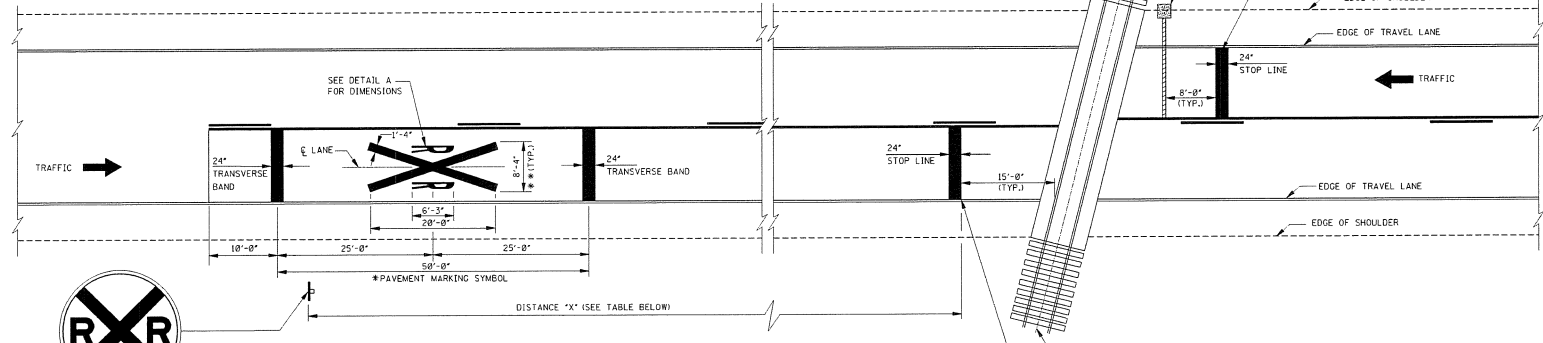 EDGE OF TRAVEL LANE
24"
STOP LINE
TRAFFIC
8'-0"
(TYP.)
SEE DETAIL A
FOR DIMENSIONS
1'-4"
℄ LANE
TRAFFIC
24"
TRANSVERSE
BAND
8'-4"
**(TYP.)
24"
TRANSVERSE BAND
24"
STOP LINE
15'-0"
(TYP.)
EDGE OF TRAVEL LANE
6'-3"
20'-0"
EDGE OF SHOULDER
10'-0"
25'-0"
25'-0"
50'-0"
*PAVEMENT MARKING SYMBOL
DISTANCE "X" (SEE TABLE BELOW)
R R